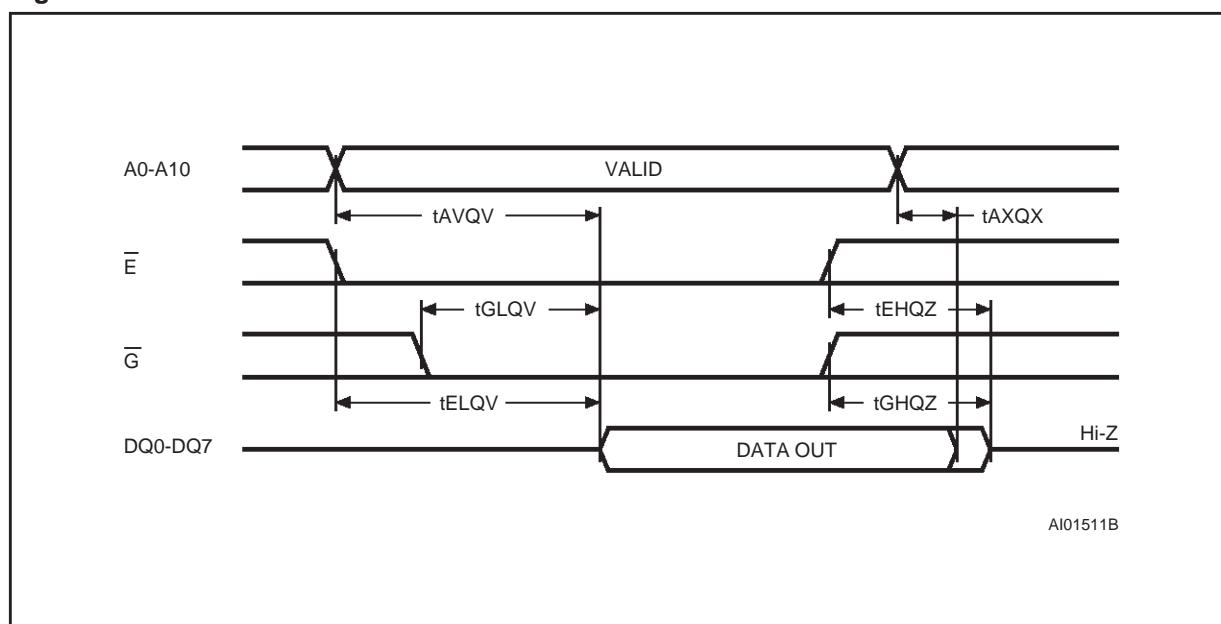 A0-A10
VALID
tAVQV
tAXQX
E
tGLQV
tEHQZ
G
tELQV
tGHQZ
DQ0-DQ7
DATA OUT
Hi-Z
AI01511B